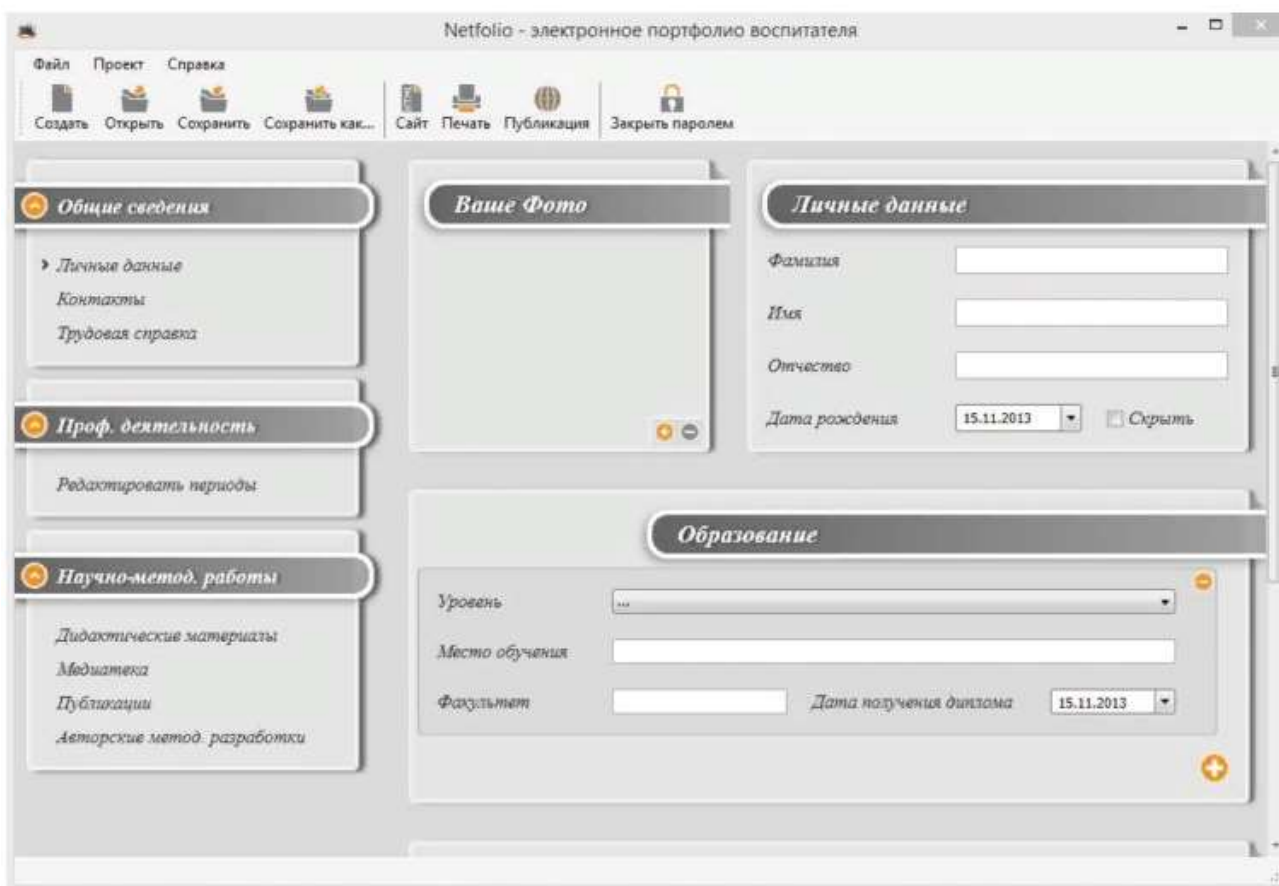 Netfolio - электронное портфолио воспитателя
Файл Проект Справка
Создать Открыть Сохранить Сохранить как... Сайт Печать Публикация Закрыть паролем
Общие сведения
Личные данные
Контакты
Трудовая справка
Проф. деятельность
Редактировать периоды
Научно-метод. работы
Дидактические материалы
Медиатека
Публикации
Авторские метод. разработки
Ваше Фото
Личные данные
Фамилия
Имя
Отчество
Дата рождения 15.11.2013 Скрыть
Образование
Уровень ...
Место обучения
Факультет Дата получения диплома 15.11.2013